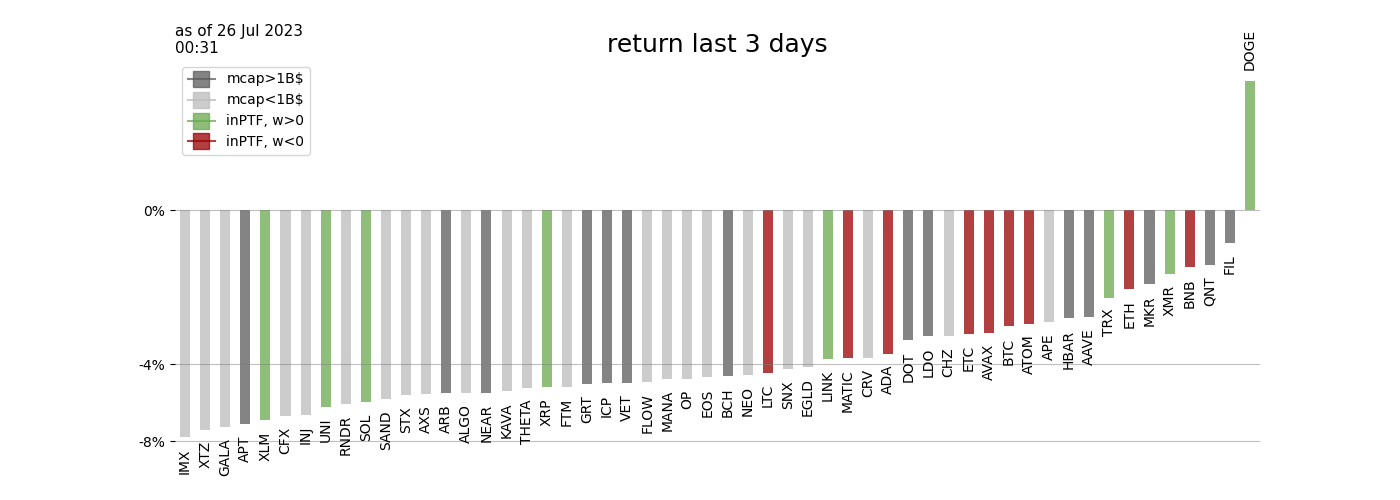 as of 26 Jul 2023
00:31
return last 3 days
mcap>1B$
mcap<1B$
inPTF, w>0
inPTF, w<0
0%
-4%
-8%
IMX
XTZ
GALA
APT
XLM
CFX
INJ
UNI
RNDR
SOL
SAND
STX
AXS
ARB
ALGO
NEAR
KAVA
THETA
XRP
FTM
GRT
ICP
VET
FLOW
MANA
OP
EOS
BCH
NEO
LTC
SNX
EGLD
LINK
MATIC
CRV
ADA
DOT
LDO
CHZ
ETC
AVAX
BTC
ATOM
APE
HBAR
AAVE
TRX
ETH
MKR
XMR
BNB
QNT
FIL
DOGE